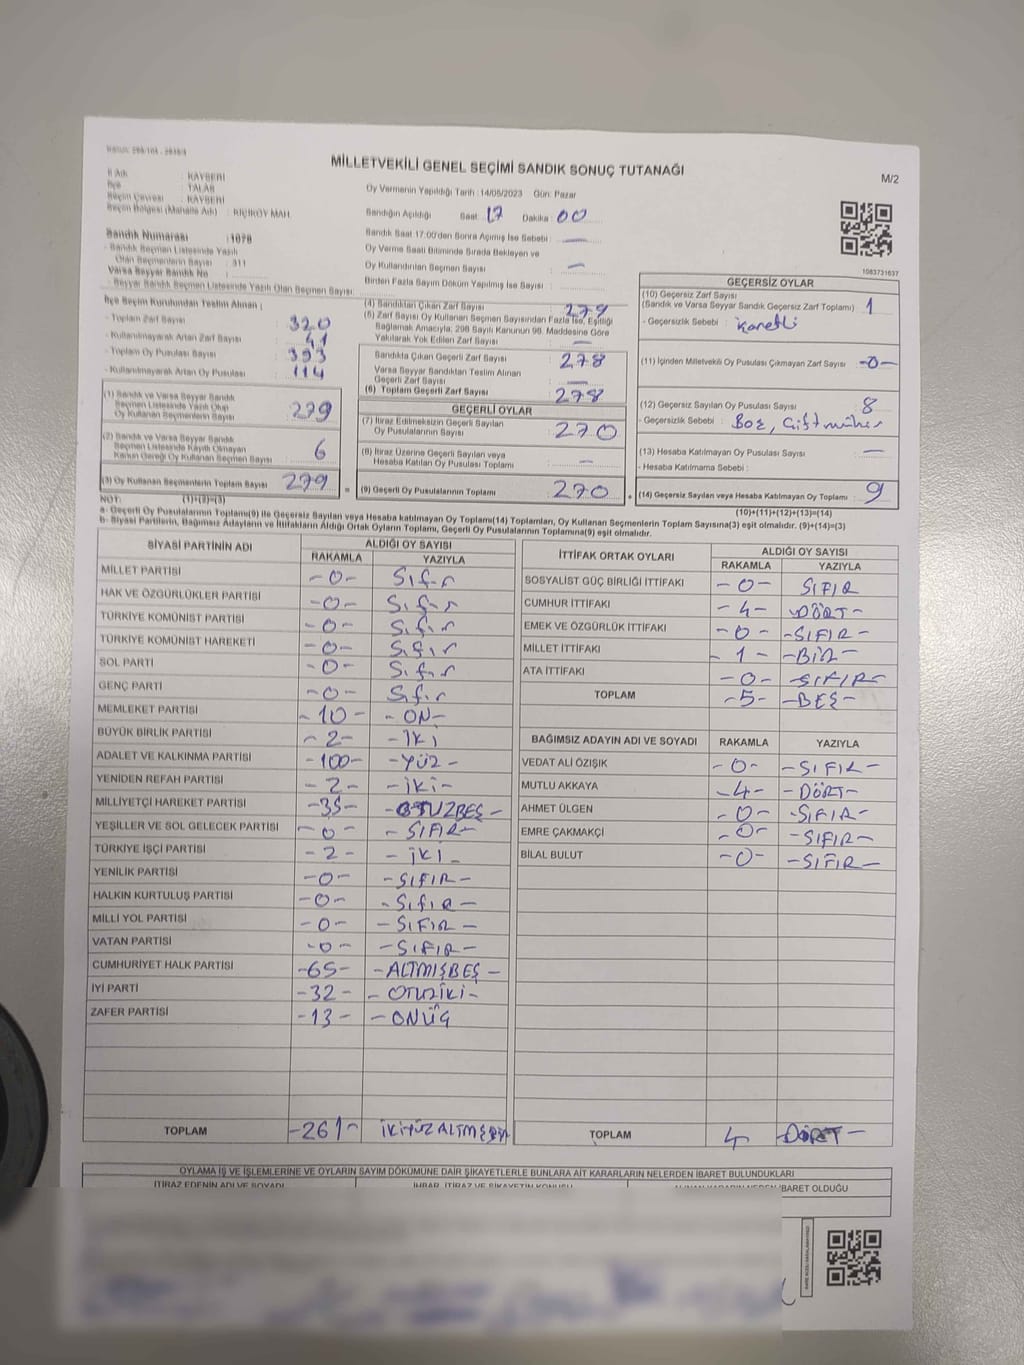 MİLLETVEKİLİ GENEL SEÇİMİ SANDIK SONUÇ TUTANAĞI
M/2
İl Adı : KAYSERİ
İlçe : TALAS
Seçim Çevresi : KAYSERİ
Seçim Bölgesi (Mahalle Adı) : KİÇİKÖY MAH.
Oy Vermenin Yapıldığı Tarih : 14/05/2023 Gün: Pazar
Sandığın Açıldığı Saat : 17 Dakika : 00
Sandık Saat 17:00'den Sonra Açılmış İse Sebebi : —
Oy Verme Saati Bitiminde Sırada Bekleyen ve
Oy Kullandırılan Seçmen Sayısı : —
Birden Fazla Sayım Döküm Yapılmış İse Sayısı :
Sandık Numarası : 1078
- Sandık Seçmen Listesinde Yazılı
Olan Seçmenlerin Sayısı : 311
Varsa Seyyar Sandık No :
- Seyyar Sandık Seçmen Listesinde Yazılı Olan Seçmen Sayısı:
İlçe Seçim Kurulundan Teslim Alınan ;
- Toplam Zarf Sayısı : 320
- Kullanılmayarak Artan Zarf Sayısı : 41
- Toplam Oy Pusulası Sayısı : 393
- Kullanılmayarak Artan Oy Pusulası : 114
(1) Sandık ve Varsa Seyyar Sandık
Seçmen Listesinde Yazılı Olup
Oy Kullanan Seçmenlerin Sayısı : 279
(2) Sandık ve Varsa Seyyar Sandık
Seçmen Listesinde Kayıtlı Olmayan
Kanun Gereği Oy Kullanan Seçmen Sayısı : 6
(3) Oy Kullanan Seçmenlerin Toplam Sayısı : 279
(1)+(2)=(3)
(4) Sandıktan Çıkan Zarf Sayısı : 279
(5) Zarf Sayısı Oy Kullanan Seçmen Sayısından Fazla İse, Eşitliği
Sağlamak Amacıyla, 298 Sayılı Kanunun 98. Maddesine Göre
Yakılarak Yok Edilen Zarf Sayısı : —
Sandıkta Çıkan Geçerli Zarf Sayısı : 278
Varsa Seyyar Sandıktan Teslim Alınan
Geçerli Zarf Sayısı : —
(6) Toplam Geçerli Zarf Sayısı : 278
GEÇERLİ OYLAR
(7) İtiraz Edilmeksizin Geçerli Sayılan
Oy Pusulalarının Sayısı : 270
(8) İtiraz Üzerine Geçerli Sayılan veya
Hesaba Katılan Oy Pusulası Toplamı : —
(9) Geçerli Oy Pusulalarının Toplamı : 270
1083731637
GEÇERSİZ OYLAR
(10) Geçersiz Zarf Sayısı
(Sandık ve Varsa Seyyar Sandık Geçersiz Zarf Toplamı) : 1
- Geçersizlik Sebebi :
(11) İçinden Milletvekili Oy Pusulası Çıkmayan Zarf Sayısı : -0-
(12) Geçersiz Sayılan Oy Pusulası Sayısı : 8
- Geçersizlik Sebebi : Boş, Çift mühür
(13) Hesaba Katılmayan Oy Pusulası Sayısı : —
- Hesaba Katılmama Sebebi :
(14) Geçersiz Sayılan veya Hesaba Katılmayan Oy Toplamı : 9
(10)+(11)+(12)+(13)=(14)
NOT:
a- Geçerli Oy Pusulalarının Toplamı(9) ile Geçersiz Sayılan veya Hesaba katılmayan Oy Toplamı(14) Toplamları, Oy Kullanan Seçmenlerin Toplam Sayısına(3) eşit olmalıdır. (9)+(14)=(3)
b- Siyasi Partilerin, Bağımsız Adayların ve İttifakların Aldığı Ortak Oyların Toplamı, Geçerli Oy Pusulalarının Toplamına(9) eşit olmalıdır.
SİYASİ PARTİNİN ADI ALDIĞI OY SAYISI
RAKAMLA YAZIYLA
MİLLET PARTİSİ -0- Sıfır
HAK VE ÖZGÜRLÜKLER PARTİSİ -0- Sıfır
TÜRKİYE KOMÜNİST PARTİSİ -0- Sıfır
TÜRKİYE KOMÜNİST HAREKETİ -0- Sıfır
SOL PARTİ -0- Sıfır
GENÇ PARTİ -0- Sıfır
MEMLEKET PARTİSİ -10- -ON-
BÜYÜK BİRLİK PARTİSİ -2- -İKİ
ADALET VE KALKINMA PARTİSİ -100- -YÜZ-
YENİDEN REFAH PARTİSİ -2- -İKİ-
MİLLİYETÇİ HAREKET PARTİSİ -35- -OTUZBEŞ-
YEŞİLLER VE SOL GELECEK PARTİSİ -0- -SIFIR-
TÜRKİYE İŞÇİ PARTİSİ -2- -İKİ-
YENİLİK PARTİSİ -0- -SIFIR-
HALKIN KURTULUŞ PARTİSİ -0- -Sıfır-
MİLLİ YOL PARTİSİ -0- -SIFIR-
VATAN PARTİSİ -0- -SIFIR-
CUMHURİYET HALK PARTİSİ -65- -ALTMIŞBEŞ-
İYİ PARTİ -32- -OTUZİKİ-
ZAFER PARTİSİ -13- -ONÜÇ
TOPLAM -261- İKİYÜZALTMIŞBİR
İTTİFAK ORTAK OYLARI ALDIĞI OY SAYISI
RAKAMLA YAZIYLA
SOSYALİST GÜÇ BİRLİĞİ İTTİFAKI -0- SIFIR
CUMHUR İTTİFAKI -4- DÖRT-
EMEK VE ÖZGÜRLÜK İTTİFAKI -0- -SIFIR-
MİLLET İTTİFAKI -1- -BİR-
ATA İTTİFAKI -0- -SIFIR-
TOPLAM -5- -BEŞ-
BAĞIMSIZ ADAYIN ADI VE SOYADI RAKAMLA YAZIYLA
VEDAT ALİ ÖZIŞIK -0- -SIFIR-
MUTLU AKKAYA -4- -DÖRT-
AHMET ÜLGEN -0- -SIFIR-
EMRE ÇAKMAKÇİ -0- -SIFIR-
BİLAL BULUT -0- -SIFIR-
TOPLAM 4 -DÖRT-
OYLAMA İŞ VE İŞLEMLERİNE VE OYLARIN SAYIM DÖKÜMÜNE DAİR ŞİKAYETLERLE BUNLARA AİT KARARLARIN NELERDEN İBARET BULUNDUKLARI
İTİRAZ EDENİN ADI VE SOYADI İHBAR, İTİRAZ VE ŞİKAYETİN KONUSU İBARET OLDUĞU